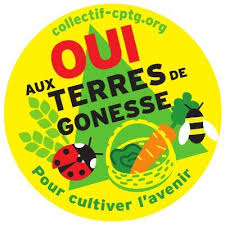 collectif-cptg.org
OUI
AUX TERRES DE
GONESSE
Pour cultiver l'avenir